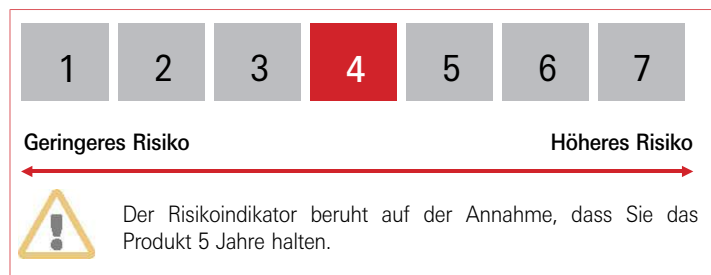 1 2 3 4 5 6 7
Geringeres Risiko Höheres Risiko
Der Risikoindikator beruht auf der Annahme, dass Sie das
Produkt 5 Jahre halten.